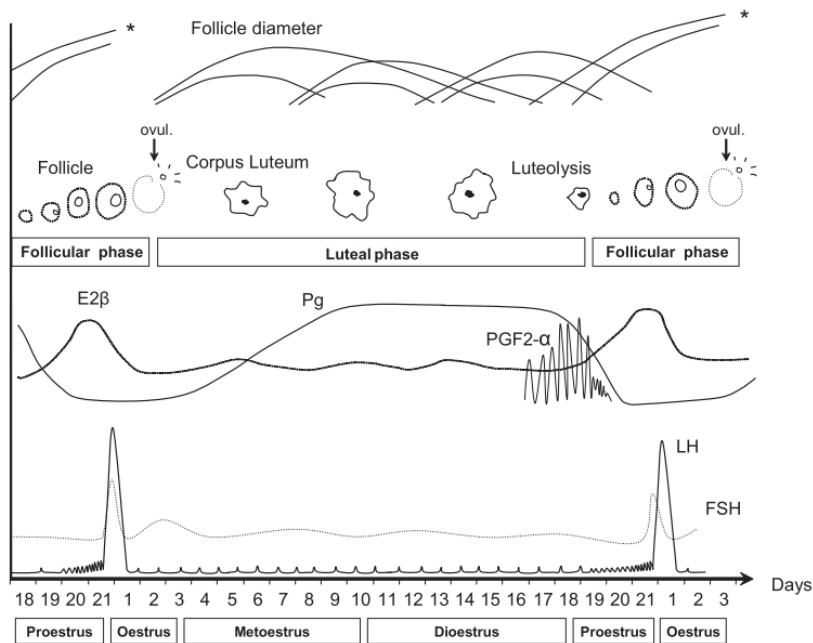 *
Follicle diameter
*
ovul.
ovul.
Follicle
Corpus Luteum
Luteolysis
Follicular phase
Luteal phase
Follicular phase
E2β
Pg
PGF2-α
LH
FSH
18 19 20 21 1 2 3 4 5 6 7 8 9 10 11 12 13 14 15 16 17 18 19 20 21 1 2 3
Days
Proestrus
Oestrus
Metoestrus
Dioestrus
Proestrus
Oestrus